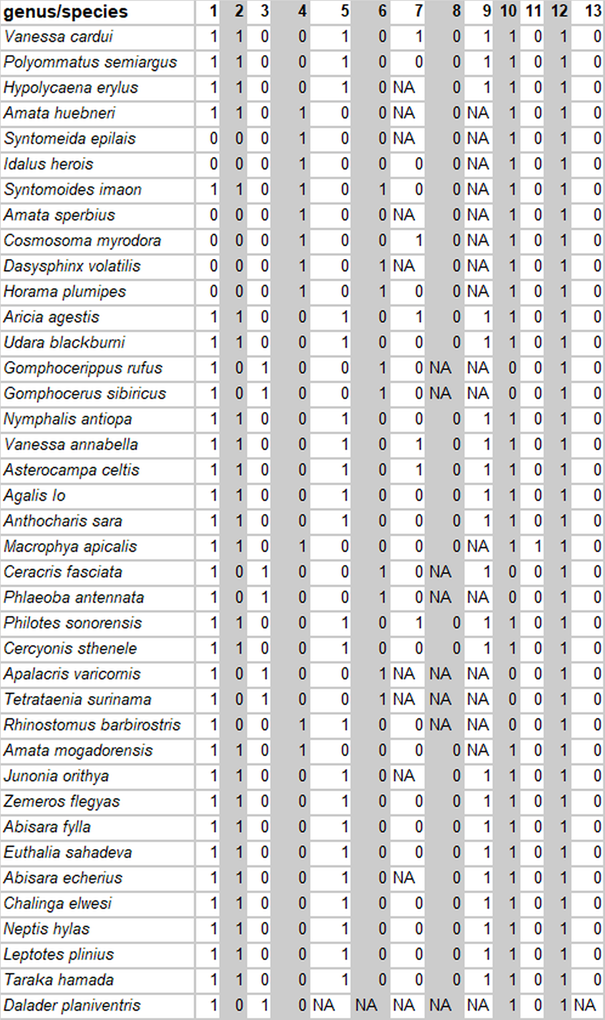 genus/species 1 2 3 4 5 6 7 8 9 10 11 12 13
Vanessa cardui 1 1 0 0 1 0 1 0 1 1 0 1 0
Polyommatus semiargus 1 1 0 0 1 0 0 0 1 1 0 1 0
Hypolycaena erylus 1 1 0 0 1 0 NA 0 1 1 0 1 0
Amata huebneri 1 1 0 1 0 0 NA 0 NA 1 0 1 0
Syntomeida epilais 0 0 0 1 0 0 NA 0 NA 1 0 1 0
Idalus herois 0 0 0 1 0 0 0 0 NA 1 0 1 0
Syntomoides imaon 1 1 0 1 0 1 0 0 NA 1 0 1 0
Amata sperbius 0 0 0 1 0 0 NA 0 NA 1 0 1 0
Cosmosoma myrodora 0 0 0 1 0 0 1 0 NA 1 0 1 0
Dasysphinx volatilis 0 0 0 1 0 1 NA 0 NA 1 0 1 0
Horama plumipes 0 0 0 1 0 1 0 0 NA 1 0 1 0
Aricia agestis 1 1 0 0 1 0 1 0 1 1 0 1 0
Udara blackburni 1 1 0 0 1 0 0 0 1 1 0 1 0
Gomphocerippus rufus 1 0 1 0 0 1 0 NA NA 0 0 1 0
Gomphocerus sibiricus 1 0 1 0 0 1 0 NA NA 0 0 1 0
Nymphalis antiopa 1 1 0 0 1 0 0 0 1 1 0 1 0
Vanessa annabella 1 1 0 0 1 0 1 0 1 1 0 1 0
Asterocampa celtis 1 1 0 0 1 0 1 0 1 1 0 1 0
Agalis Io 1 1 0 0 1 0 0 0 1 1 0 1 0
Anthocharis sara 1 1 0 0 1 0 0 0 1 1 0 1 0
Macrophya apicalis 1 1 0 1 0 0 0 0 NA 1 1 1 0
Ceracris fasciata 1 0 1 0 0 1 0 NA 1 0 0 1 0
Phlaeoba antennata 1 0 1 0 0 1 0 NA NA 0 0 1 0
Philotes sonorensis 1 1 0 0 1 0 1 0 1 1 0 1 0
Cercyonis sthenele 1 1 0 0 1 0 0 0 1 1 0 1 0
Apalacris varicornis 1 0 1 0 0 1 NA NA NA 0 0 1 0
Tetrataenia surinama 1 0 1 0 0 1 NA NA NA 0 0 1 0
Rhinostomus barbirostris 1 0 0 1 1 0 0 NA NA 0 0 1 0
Amata mogadorensis 1 1 0 1 0 0 0 0 NA 1 0 1 0
Junonia orithya 1 1 0 0 1 0 NA 0 1 1 0 1 0
Zemeros flegyas 1 1 0 0 1 0 0 0 1 1 0 1 0
Abisara fylla 1 1 0 0 1 0 0 0 1 1 0 1 0
Euthalia sahadeva 1 1 0 0 1 0 0 0 1 1 0 1 0
Abisara echerius 1 1 0 0 1 0 NA 0 1 1 0 1 0
Chalinga elwesi 1 1 0 0 1 0 0 0 1 1 0 1 0
Neptis hylas 1 1 0 0 1 0 0 0 1 1 0 1 0
Leptotes plinius 1 1 0 0 1 0 0 0 1 1 0 1 0
Taraka hamada 1 1 0 0 1 0 0 0 1 1 0 1 0
Dalader planiventris 1 0 1 0 NA NA NA NA NA 1 0 1 NA